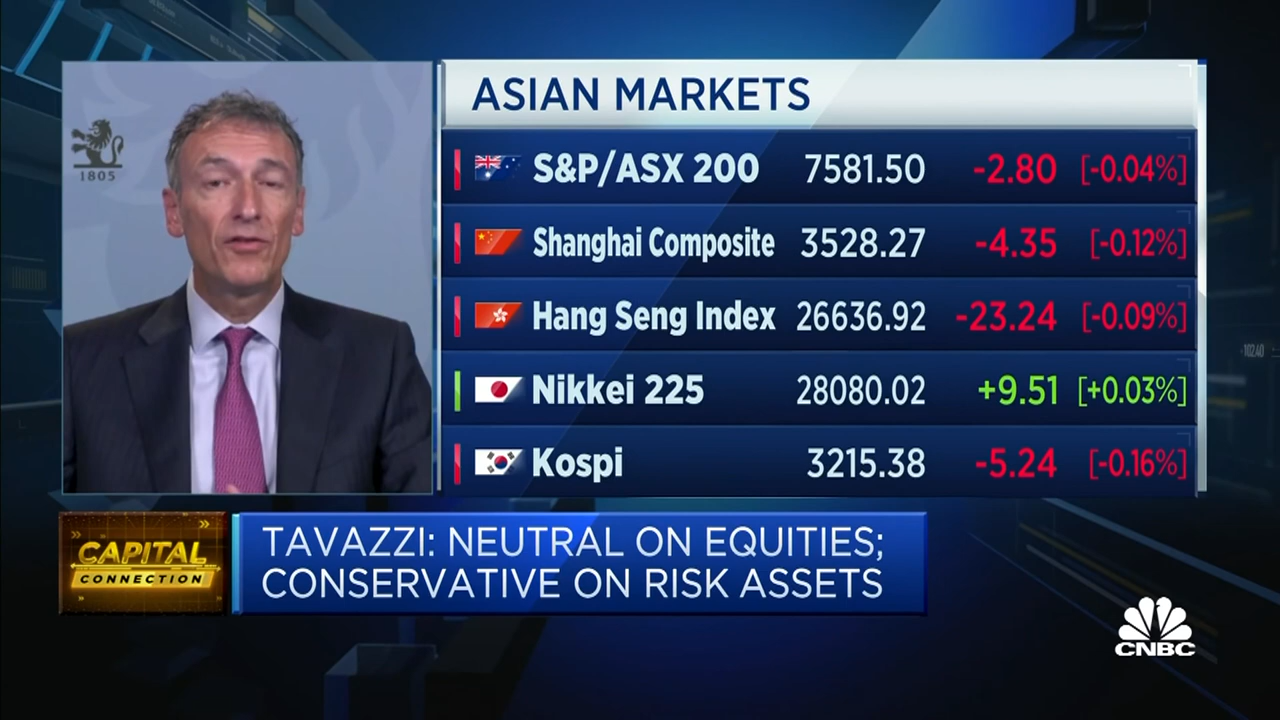 1805
ASIAN MARKETS
S&P/ASX 200 7581.50 -2.80 [-0.04%]
Shanghai Composite 3528.27 -4.35 [-0.12%]
Hang Seng Index 26636.92 -23.24 [-0.09%]
Nikkei 225 28080.02 +9.51 [+0.03%]
Kospi 3215.38 -5.24 [-0.16%]
CAPITAL
CONNECTION
TAVAZZI: NEUTRAL ON EQUITIES;
CONSERVATIVE ON RISK ASSETS
CNBC